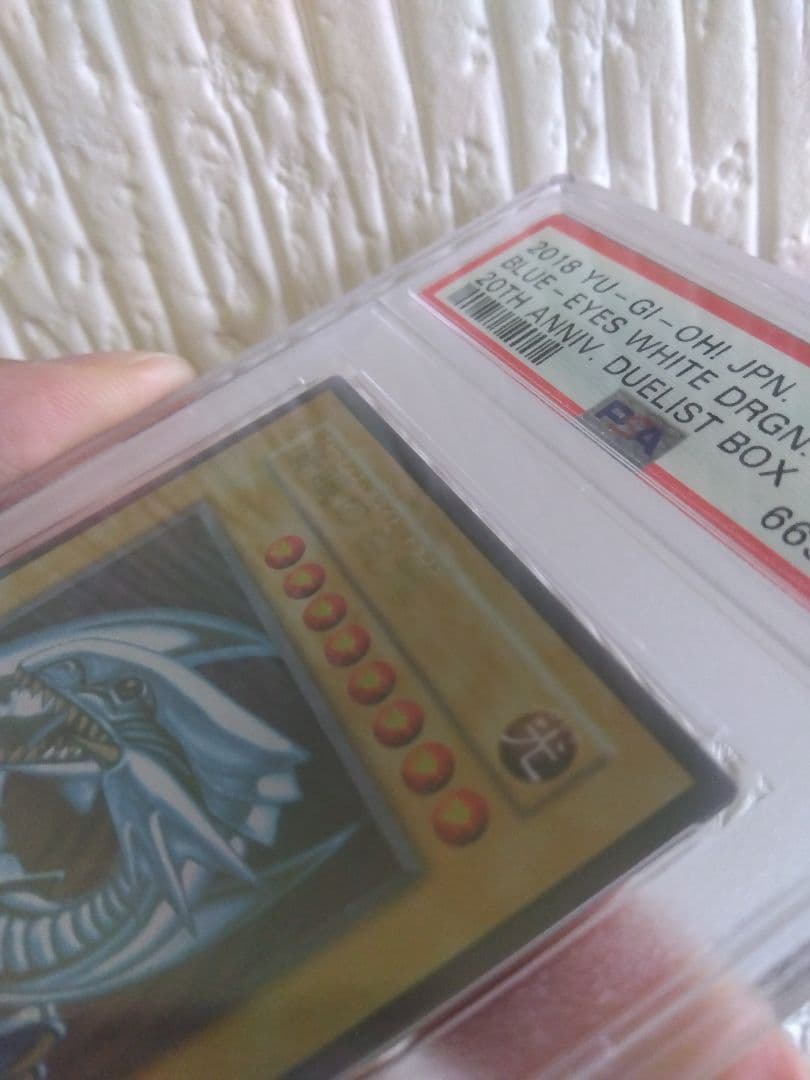 2018 YU-GI-OH! JPN.
BLUE-EYES WHITE DRGN.
20TH ANNIV. DUELIST BOX
PSA
光